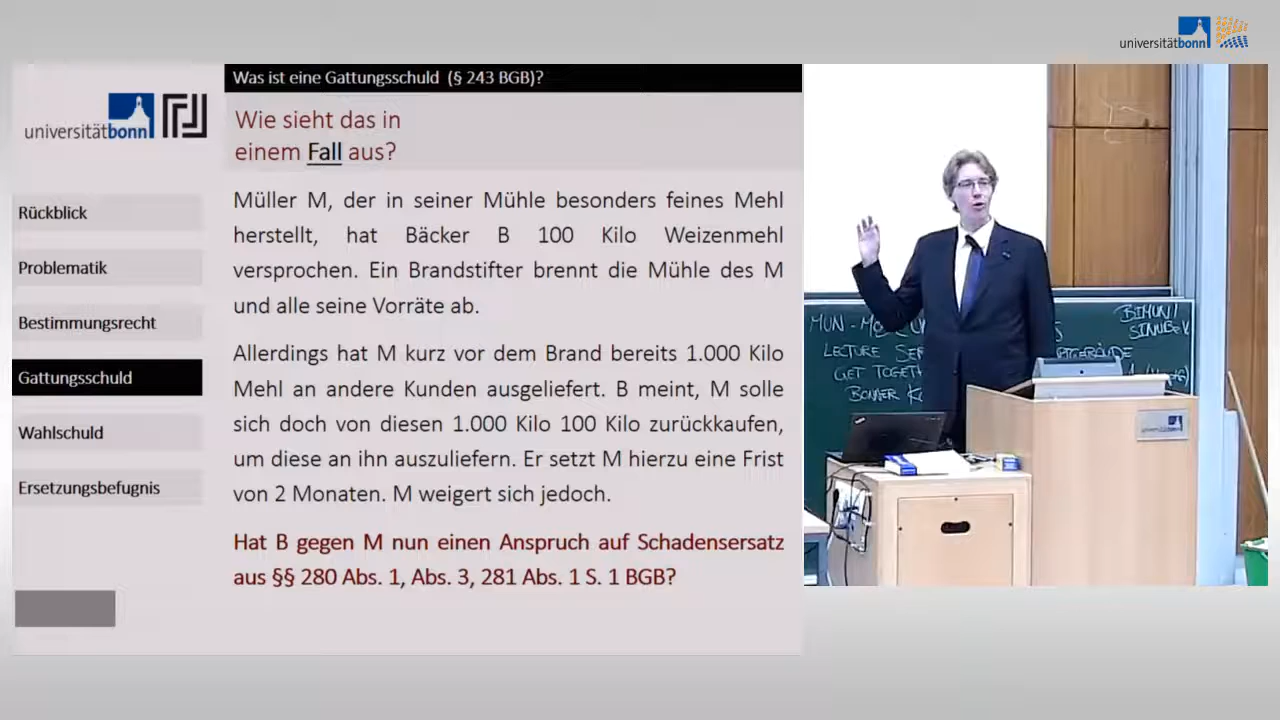 universitätbonn
Was ist eine Gattungsschuld (§ 243 BGB)?
universitätbonn
Wie sieht das in
einem Fall aus?
Rückblick
Problematik
Bestimmungsrecht
Gattungsschuld
Wahlschuld
Ersetzungsbefugnis
Müller M, der in seiner Mühle besonders feines Mehl
herstellt, hat Bäcker B 100 Kilo Weizenmehl
versprochen. Ein Brandstifter brennt die Mühle des M
und alle seine Vorräte ab.
Allerdings hat M kurz vor dem Brand bereits 1.000 Kilo
Mehl an andere Kunden ausgeliefert. B meint, M solle
sich doch von diesen 1.000 Kilo 100 Kilo zurückkaufen,
um diese an ihn auszuliefern. Er setzt M hierzu eine Frist
von 2 Monaten. M weigert sich jedoch.
Hat B gegen M nun einen Anspruch auf Schadensersatz
aus §§ 280 Abs. 1, Abs. 3, 281 Abs. 1 S. 1 BGB?
BIMUN /
SINUB e.V.
MUN -
LECTURE
GET
BONNER
universitätbonn